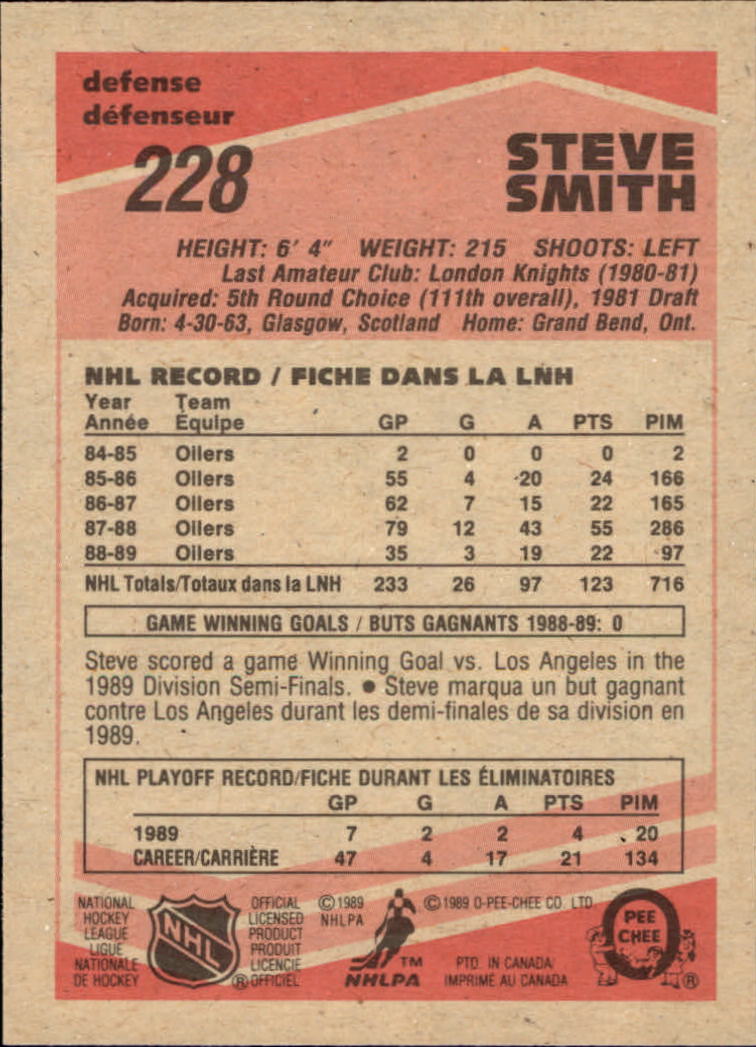 defense
défenseur
228
STEVE
SMITH
HEIGHT: 6' 4" WEIGHT: 215 SHOOTS: LEFT
Last Amateur Club: London Knights (1980-81)
Acquired: 5th Round Choice (111th overall), 1981 Draft
Born: 4-30-63, Glasgow, Scotland Home: Grand Bend, Ont.
NHL RECORD / FICHE DANS LA LNH
Year Team
Année Équipe GP G A PTS PIM
84-85 Oilers 2 0 0 0 2
85-86 Oilers 55 4 20 24 166
86-87 Oilers 62 7 15 22 165
87-88 Oilers 79 12 43 55 286
88-89 Oilers 35 3 19 22 97
NHL Totals/Totaux dans la LNH 233 26 97 123 716
GAME WINNING GOALS / BUTS GAGNANTS 1988-89: 0
Steve scored a game Winning Goal vs. Los Angeles in the
1989 Division Semi-Finals. ● Steve marqua un but gagnant
contre Los Angeles durant les demi-finales de sa division en
1989.
NHL PLAYOFF RECORD/FICHE DURANT LES ÉLIMINATOIRES
GP G A PTS PIM
1989 7 2 2 4 20
CAREER/CARRIÈRE 47 4 17 21 134
NATIONAL
HOCKEY
LEAGUE
LIGUE
NATIONALE
DE HOCKEY
NHL
OFFICIAL
LICENSED
PRODUCT
PRODUIT
LICENCIE
® OFFICIEL
© 1989
NHLPA
TM
NHLPA
© 1989 O-PEE-CHEE CO. LTD
PTD. IN CANADA
IMPRIMÉ AU CANADA
PEE
CHEE
®